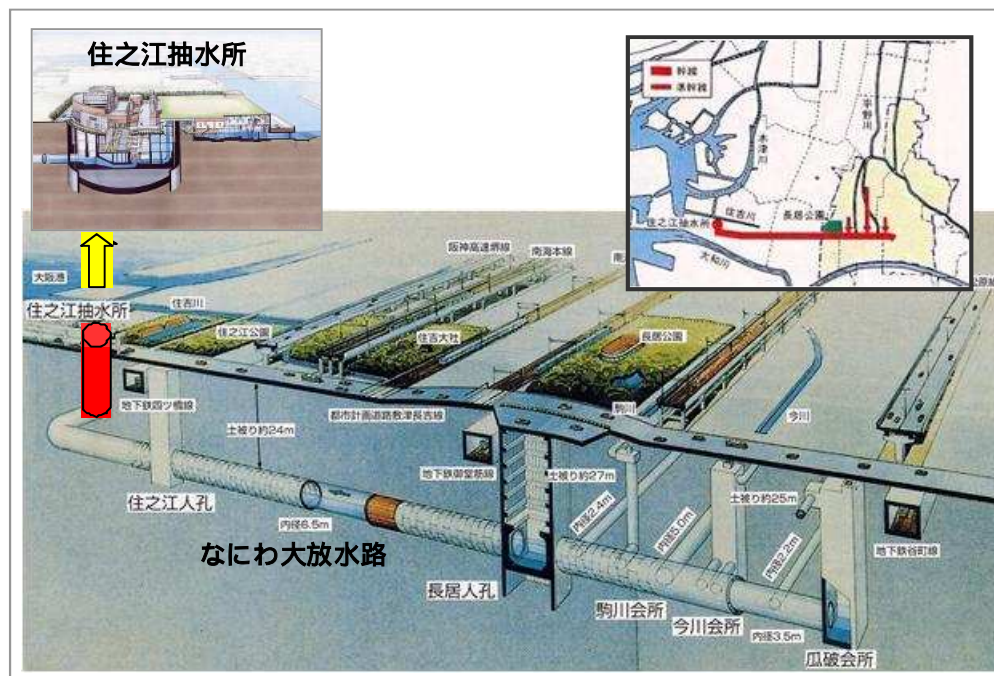 住之江抽水所
幹線
準幹線
平野川
木津川
住吉川
長居公園
住之江抽水所
大和川
阪神高速堺線
南海本線
大阪港
住之江抽水所
住吉川
住之江公園
住吉大社
長居公園
地下鉄四ツ橋線
都市計画道路敷津長吉線
駒川
今川
土被り約24m
地下鉄御堂筋線
土被り約27m
土被り約25m
住之江人孔
内径6.5m
内径2.4m
内径5.0m
内径2.2m
地下鉄谷町線
なにわ大放水路
長居人孔
駒川会所
今川会所
内径3.5m
瓜破会所